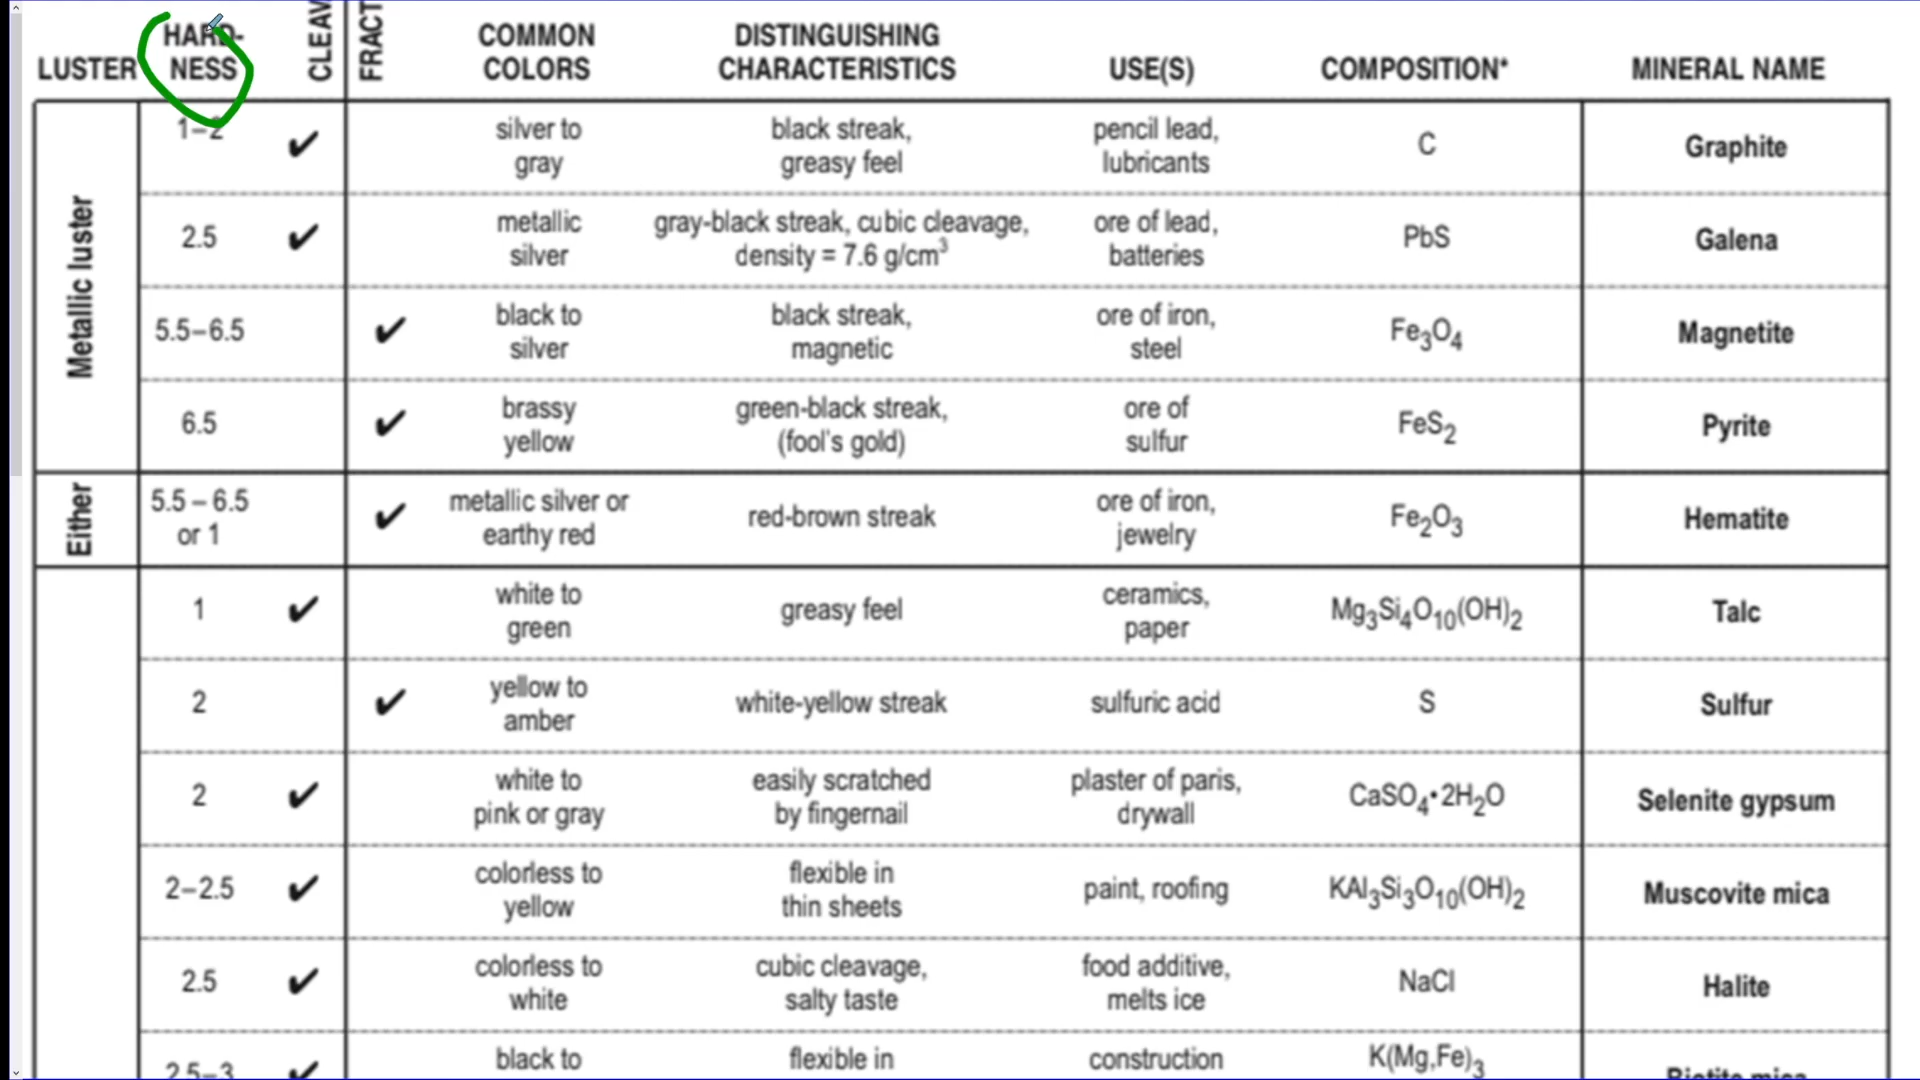 LUSTER HARD- CLEAV FRACT COMMON DISTINGUISHING USE(S) COMPOSITION* MINERAL NAME
NESS COLORS CHARACTERISTICS
Metallic luster
1–2 ✔ silver to black streak, pencil lead, C Graphite
gray greasy feel lubricants
2.5 ✔ metallic gray-black streak, cubic cleavage, ore of lead, PbS Galena
silver density = 7.6 g/cm³ batteries
5.5–6.5 ✔ black to black streak, ore of iron, Fe₃O₄ Magnetite
silver magnetic steel
6.5 ✔ brassy green-black streak, ore of FeS₂ Pyrite
yellow (fool's gold) sulfur
Either
5.5 – 6.5 ✔ metallic silver or red-brown streak ore of iron, Fe₂O₃ Hematite
or 1 earthy red jewelry
1 ✔ white to greasy feel ceramics, Mg₃Si₄O₁₀(OH)₂ Talc
green paper
2 ✔ yellow to white-yellow streak sulfuric acid S Sulfur
amber
2 ✔ white to easily scratched plaster of paris, CaSO₄•2H₂O Selenite gypsum
pink or gray by fingernail drywall
2–2.5 ✔ colorless to flexible in paint, roofing KAl₃Si₃O₁₀(OH)₂ Muscovite mica
yellow thin sheets
2.5 ✔ colorless to cubic cleavage, food additive, NaCl Halite
white salty taste melts ice
2.5–3 ✔ black to flexible in construction K(Mg,Fe)₃ Biotite mica